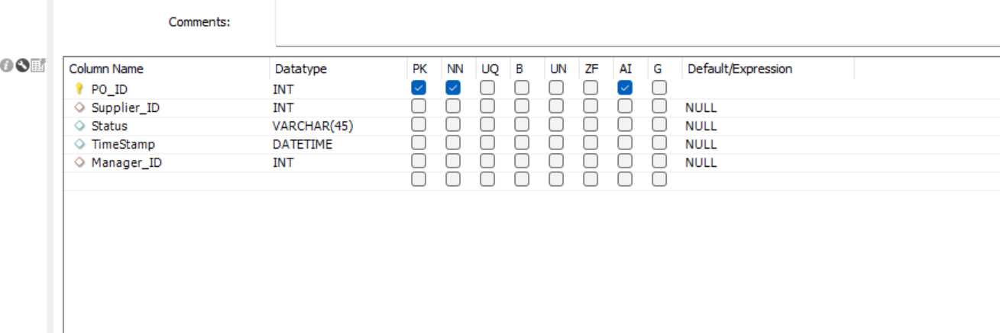 Comments:
Column Name Datatype PK NN UQ B UN ZF AI G Default/Expression
PO_ID INT
Supplier_ID INT NULL
Status VARCHAR(45) NULL
TimeStamp DATETIME NULL
Manager_ID INT NULL